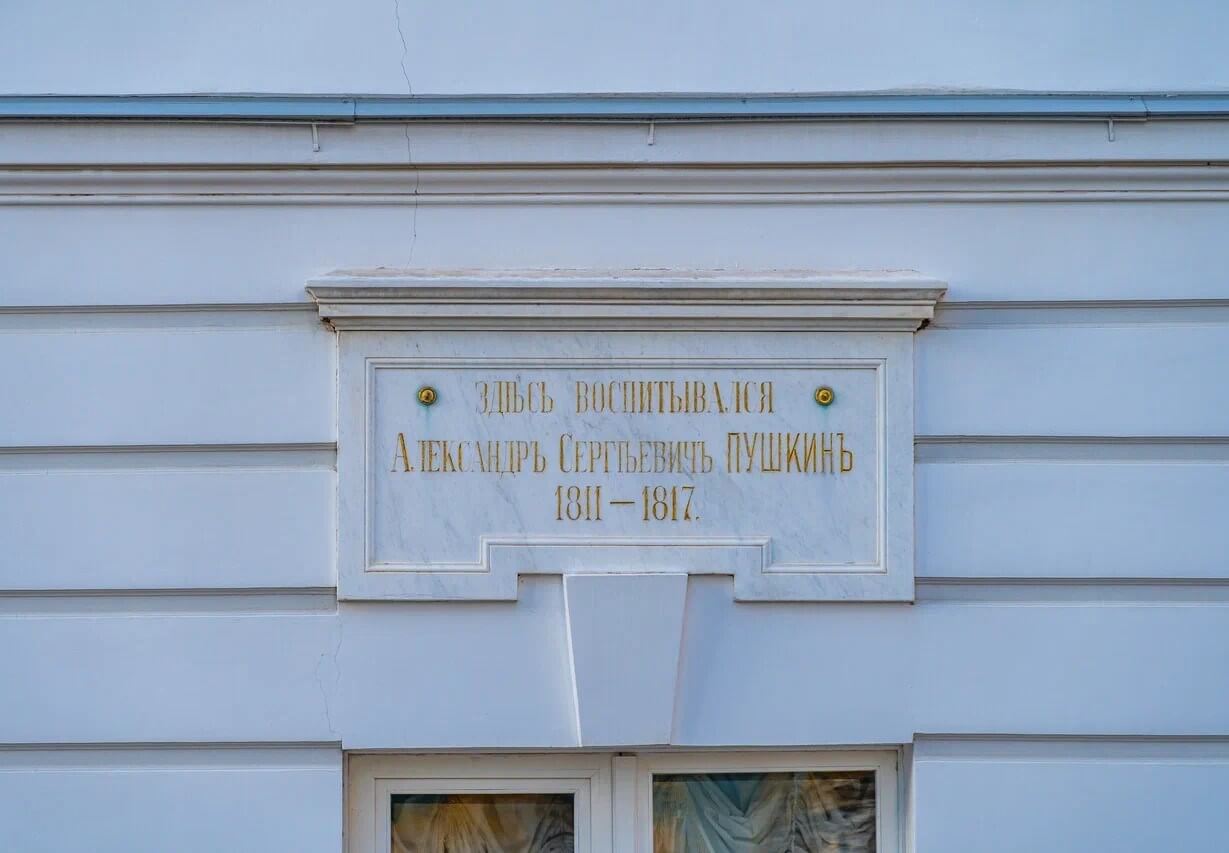 ЗДѢСЬ ВОСПИТЫВАЛСЯ
АЛЕКСАНДРЪ СЕРГѢЕВИЧЪ ПУШКИНЪ
1811 — 1817.